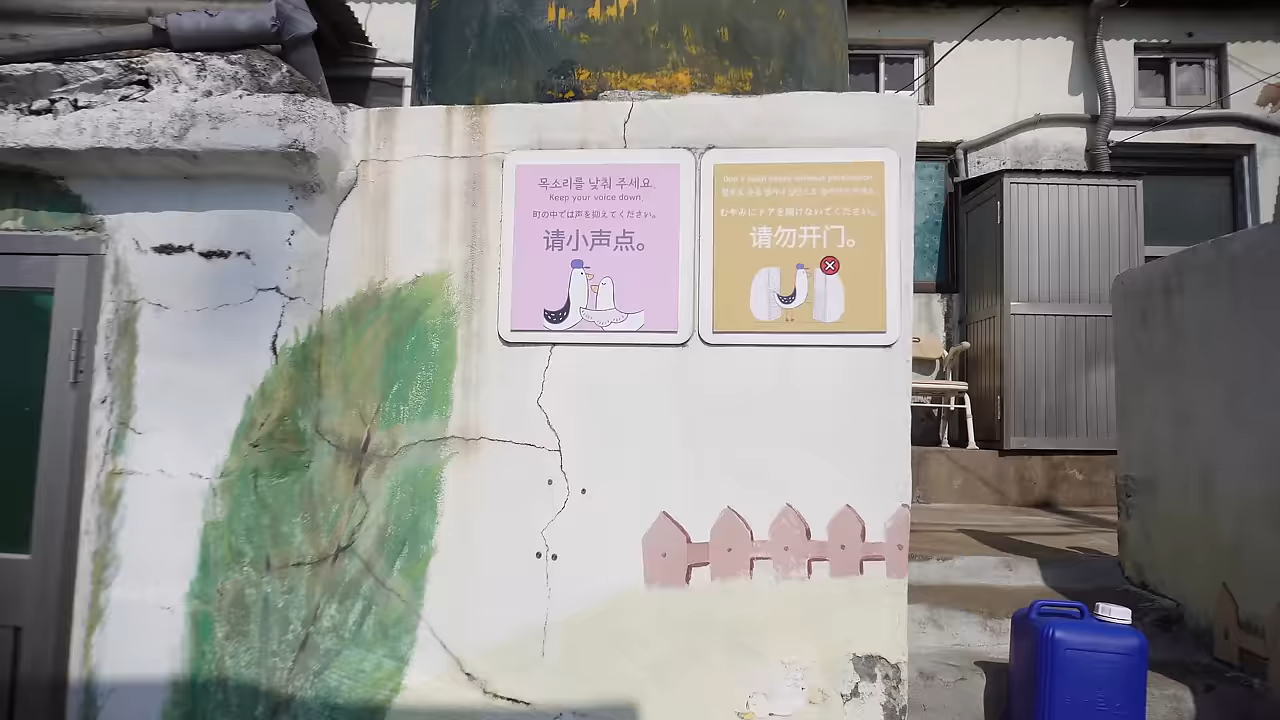 목소리를 낮춰 주세요.
Keep your voice down.
町の中では声を抑えてください。
请小声点。
without permission
むやみにドアを開けないでください。
请勿开门。